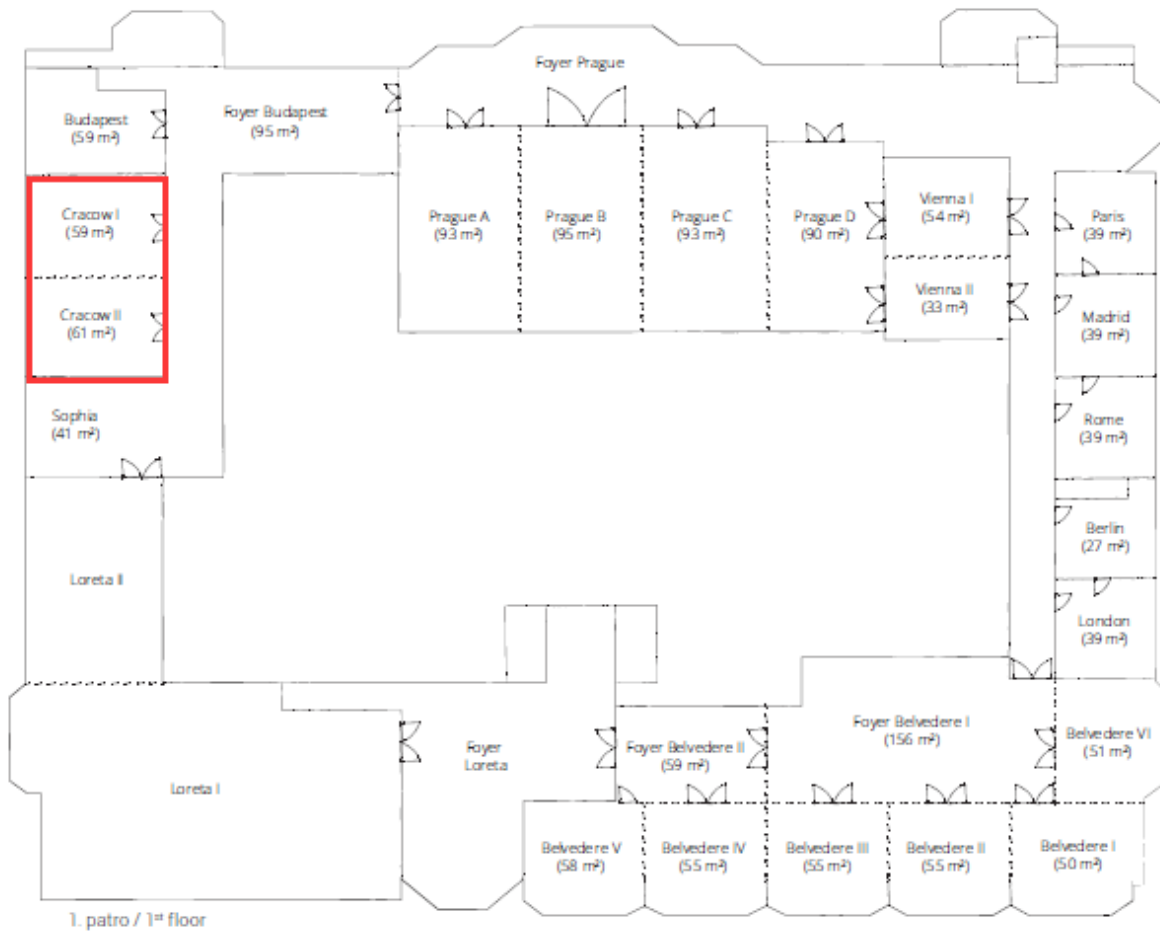 Foyer Prague
Budapest
(59 m²)
Foyer Budapest
(95 m²)
Cracow I
(59 m²)
Prague A
(93 m²)
Prague B
(95 m²)
Prague C
(93 m²)
Prague D
(90 m²)
Vienna I
(54 m²)
Paris
(39 m²)
Cracow II
(61 m²)
Vienna II
(33 m²)
Madrid
(39 m²)
Sophia
(41 m²)
Rome
(39 m²)
Berlin
(27 m²)
Loreta II
London
(39 m²)
Foyer Belvedere I
(156 m²)
Belvedere VI
(51 m²)
Foyer
Loreta
Foyer Belvedere II
(59 m²)
Loreta I
Belvedere V
(58 m²)
Belvedere IV
(55 m²)
Belvedere III
(55 m²)
Belvedere II
(55 m²)
Belvedere I
(50 m²)
1. patro / 1st floor